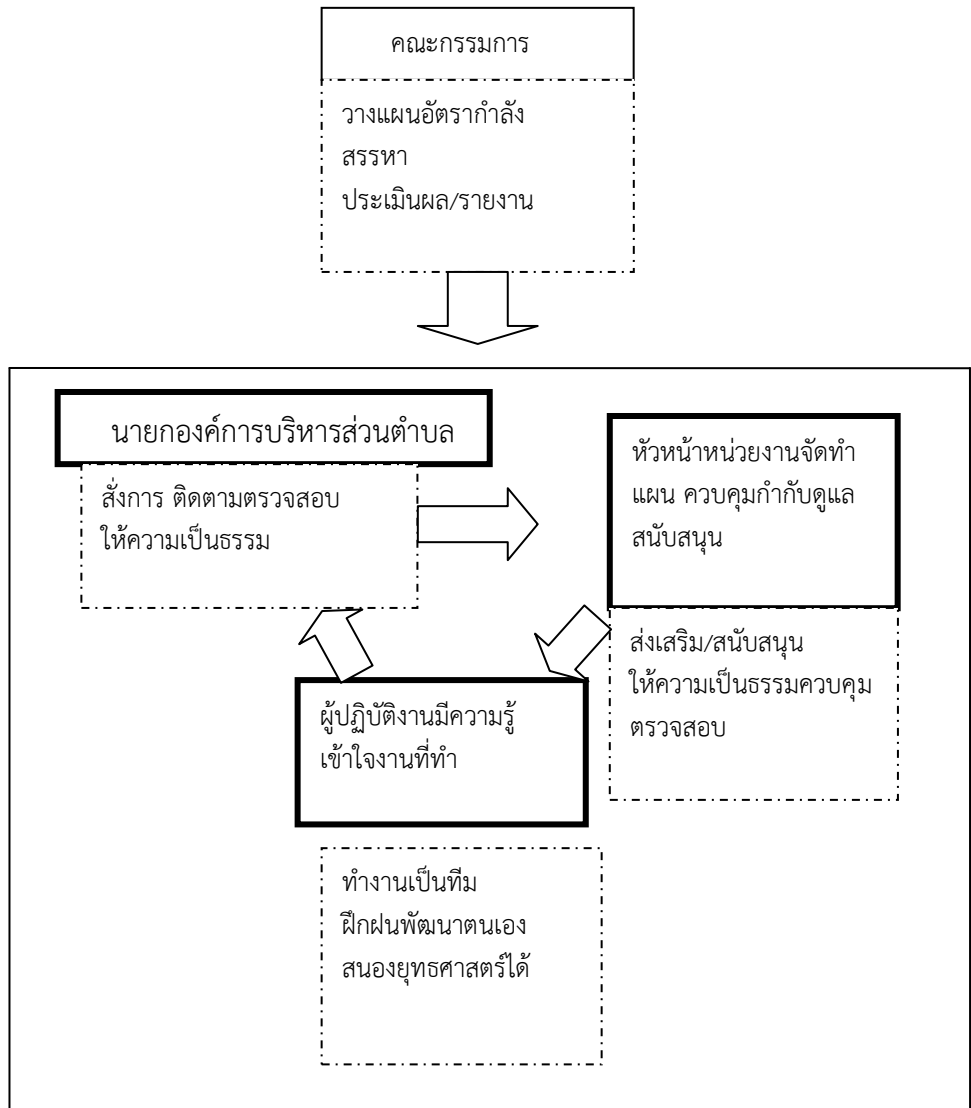 คณะกรรมการ
วางแผนอัตรากำลัง
สรรหา
ประเมินผล/รายงาน
นายกองค์การบริหารส่วนตำบล
สั่งการ ติดตามตรวจสอบ
ให้ความเป็นธรรม
หัวหน้าหน่วยงานจัดทำ
แผน ควบคุมกำกับดูแล
สนับสนุน
ส่งเสริม/สนับสนุน
ให้ความเป็นธรรมควบคุม
ตรวจสอบ
ผู้ปฏิบัติงานมีความรู้
เข้าใจงานที่ทำ
ทำงานเป็นทีม
ฝึกฝนพัฒนาตนเอง
สนองยุทธศาสตร์ได้